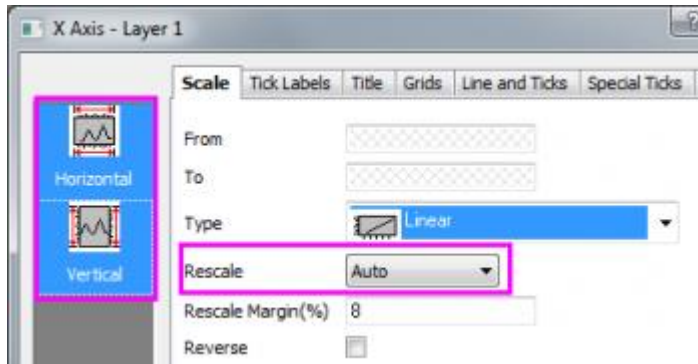 X Axis - Layer 1
Scale Tick Labels Title Grids Line and Ticks Special Ticks
Horizontal
Vertical
From
To
Type Linear
Rescale Auto
Rescale Margin(%) 8
Reverse